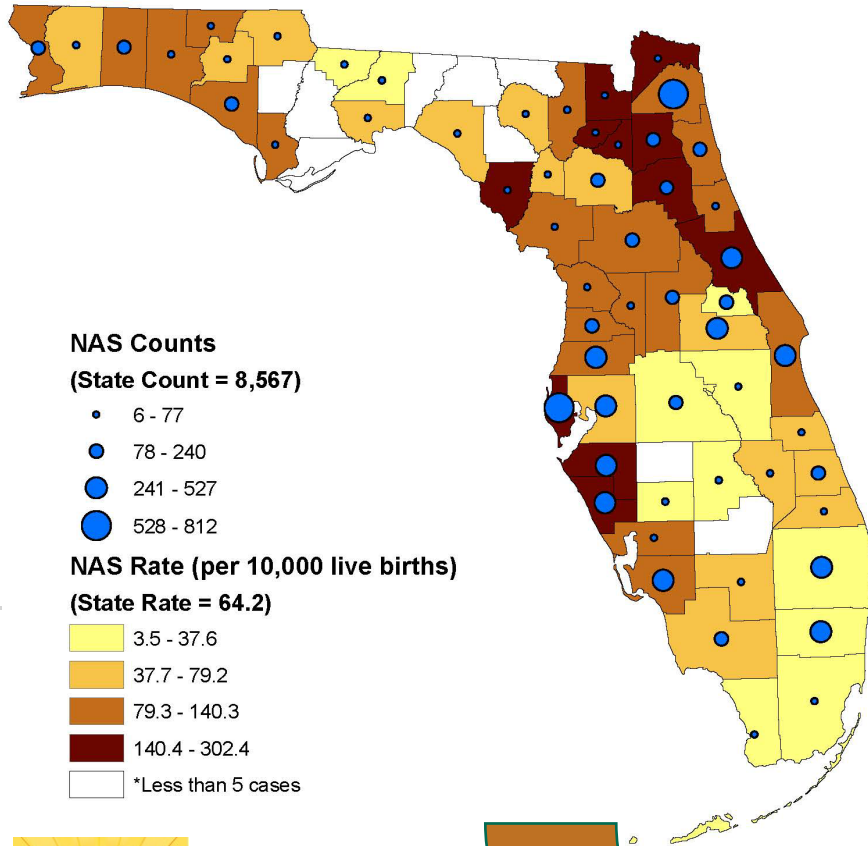 NAS Counts
(State Count = 8,567)
6 - 77
78 - 240
241 - 527
528 - 812
NAS Rate (per 10,000 live births)
(State Rate = 64.2)
3.5 - 37.6
37.7 - 79.2
79.3 - 140.3
140.4 - 302.4
*Less than 5 cases